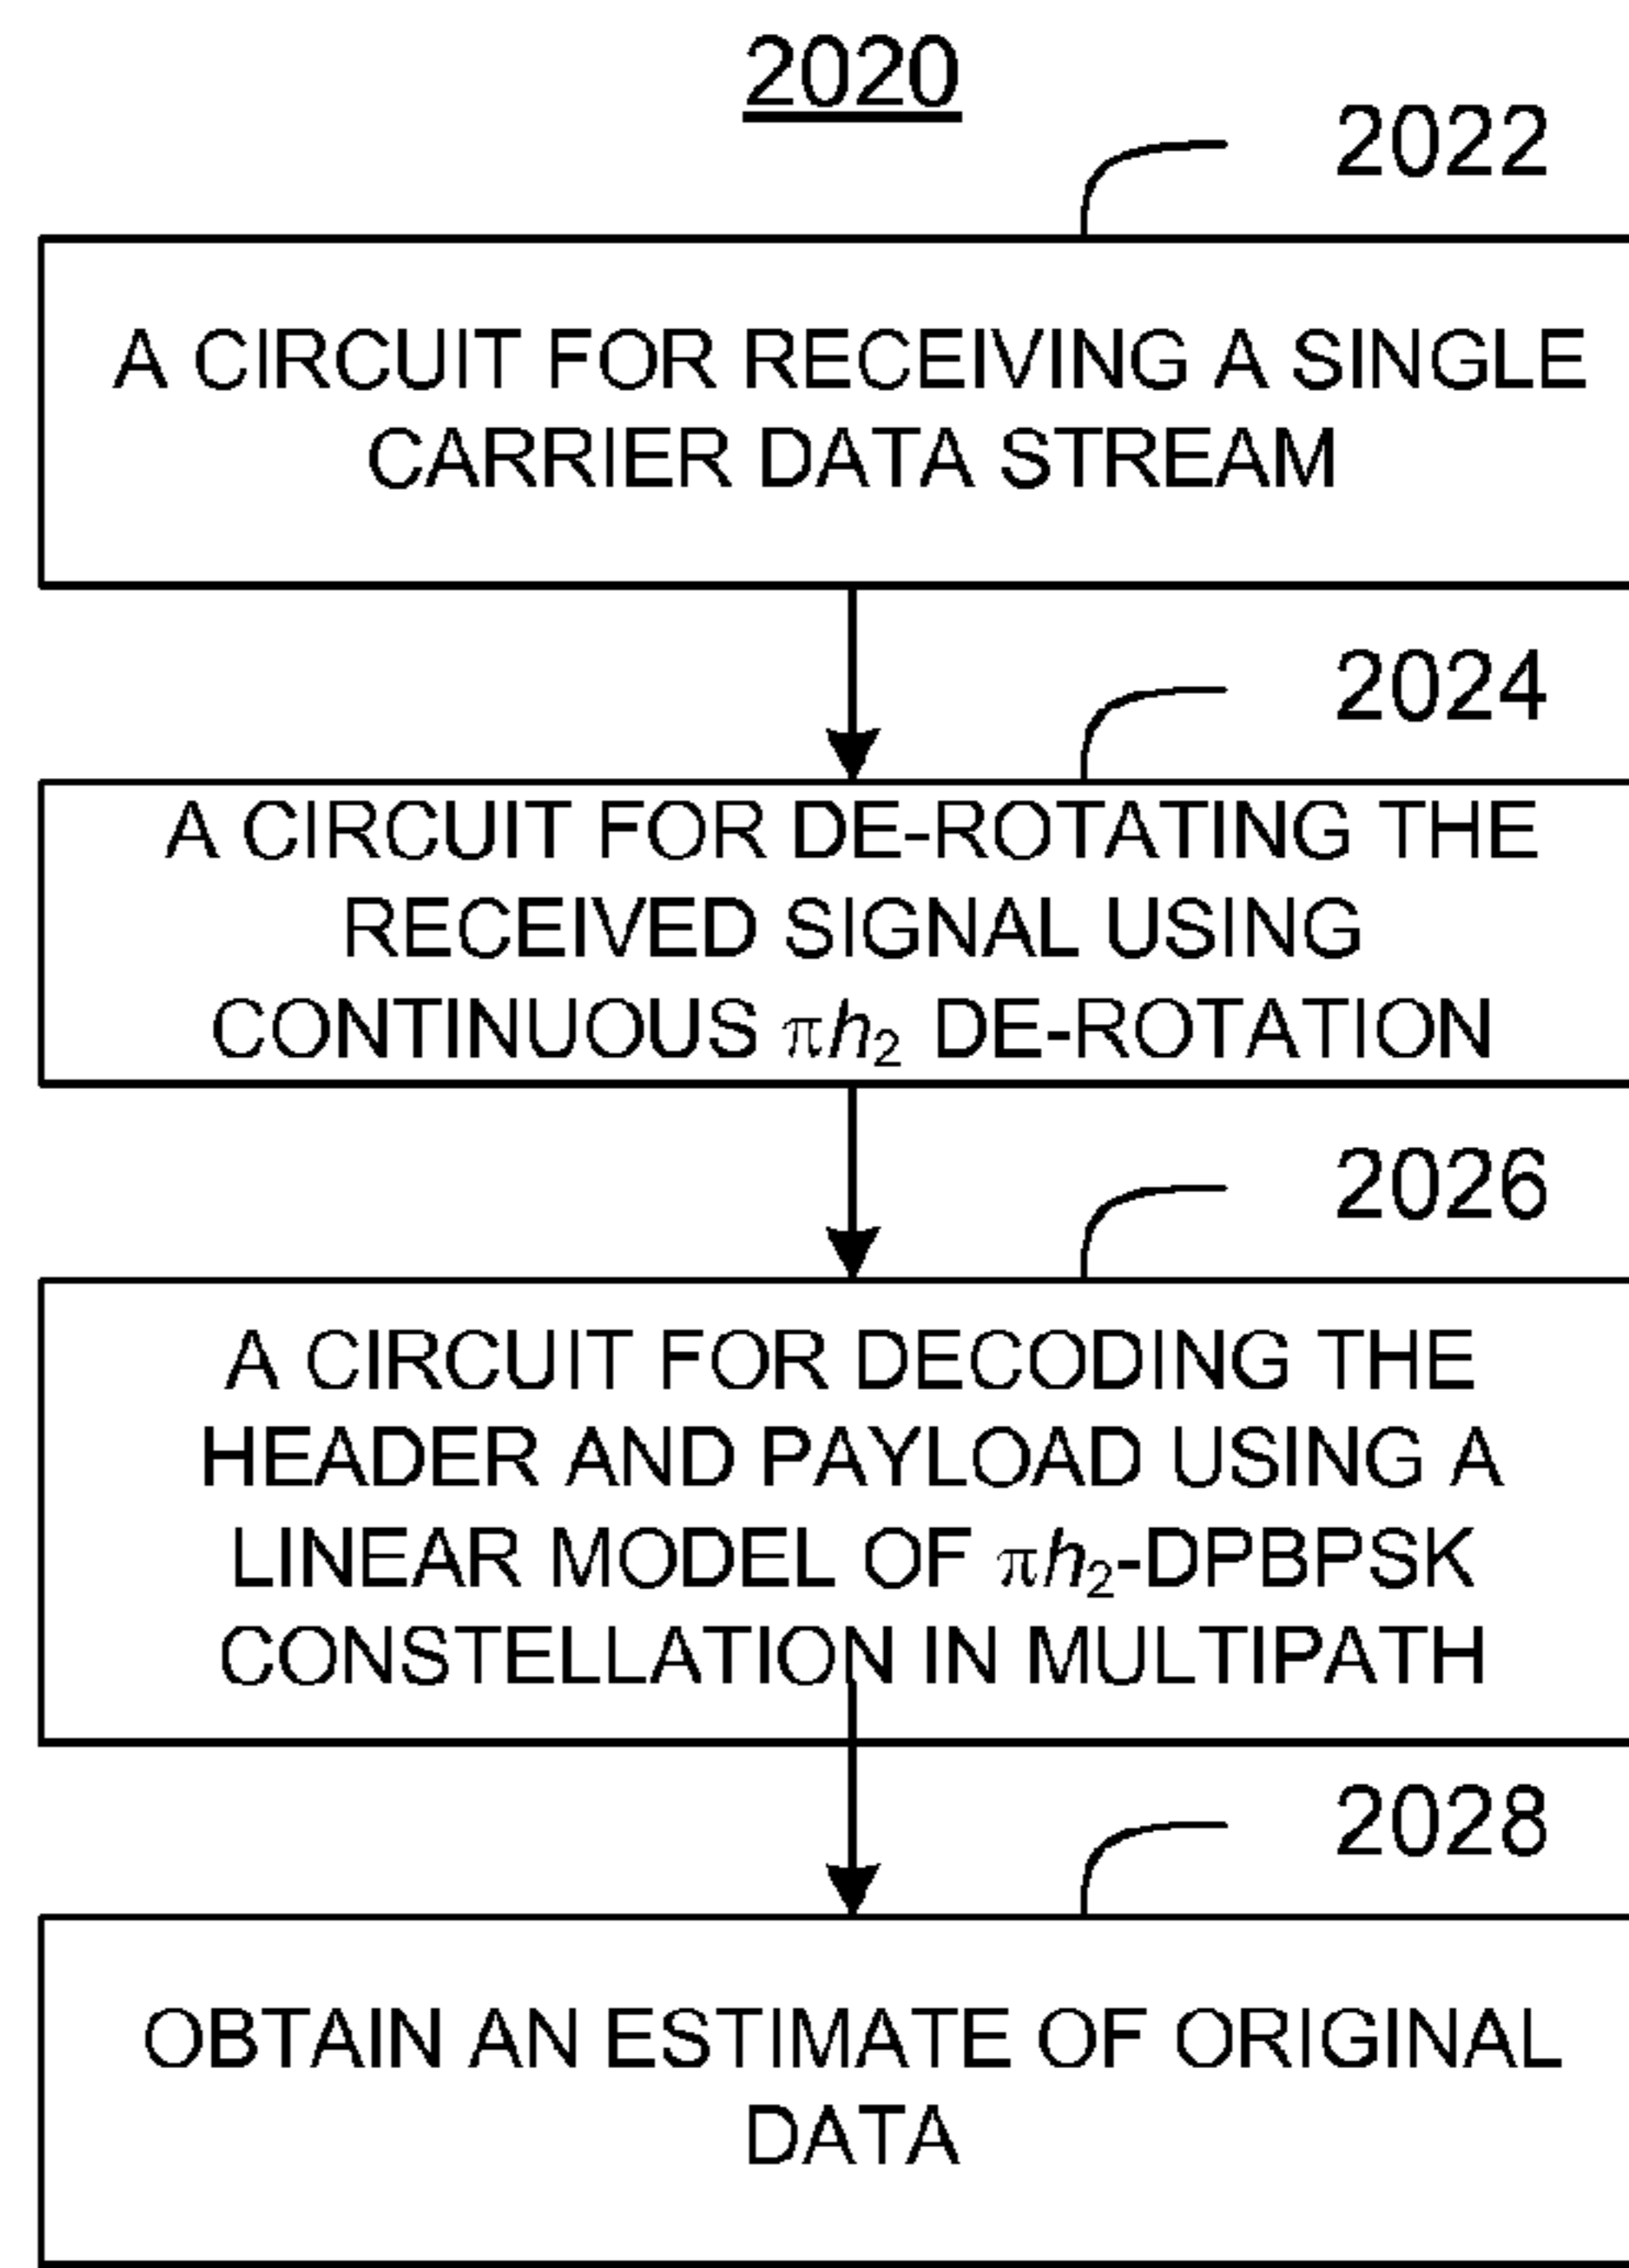 2020
2022
A CIRCUIT FOR RECEIVING A SINGLE
CARRIER DATA STREAM
2024
A CIRCUIT FOR DE-ROTATING THE
RECEIVED SIGNAL USING
CONTINUOUS πh₂ DE-ROTATION
2026
A CIRCUIT FOR DECODING THE
HEADER AND PAYLOAD USING A
LINEAR MODEL OF πh₂-DPBPSK
CONSTELLATION IN MULTIPATH
2028
OBTAIN AN ESTIMATE OF ORIGINAL
DATA